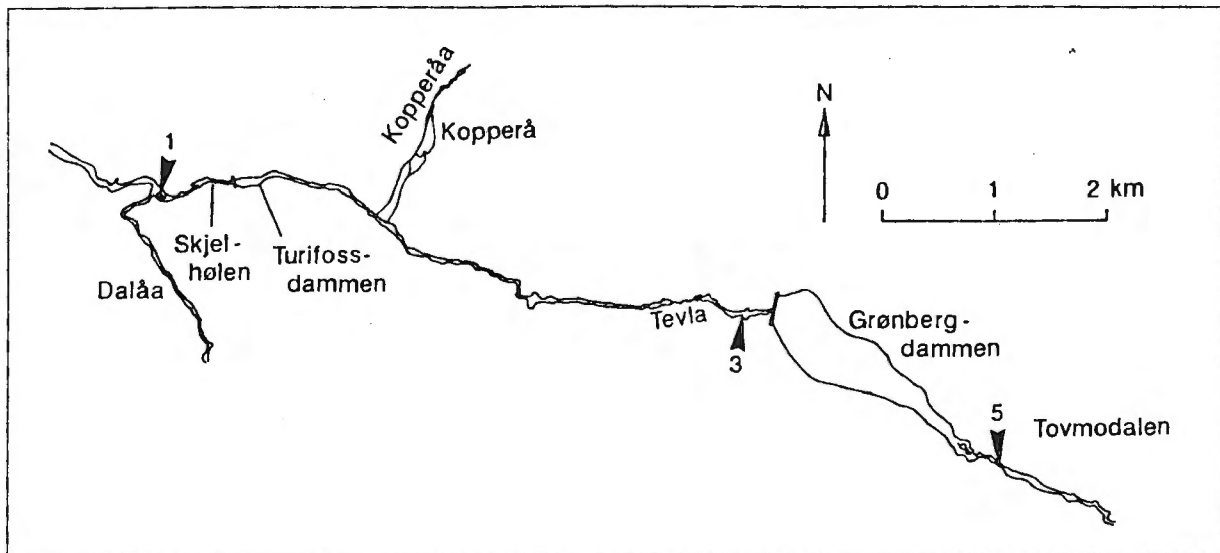 Kopperåa
Kopperå
N
1
0 1 2 km
Skjel-
hølen
Turifoss-
dammen
Dalåa
Tevla
3
Grønberg-
dammen
5
Tovmodalen